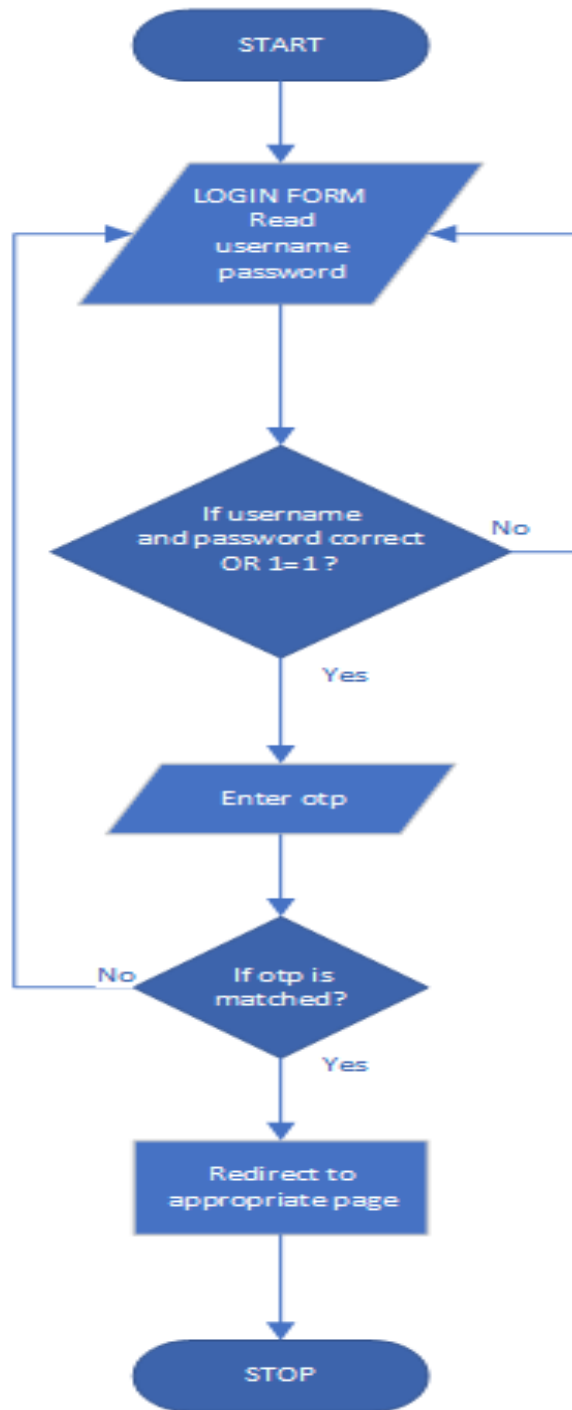 START
LOGIN FORM
Read
username
password
If username
and password correct
OR 1=1 ?
No
Yes
Enter otp
No
If otp is
matched?
Yes
Redirect to
appropriate page
STOP